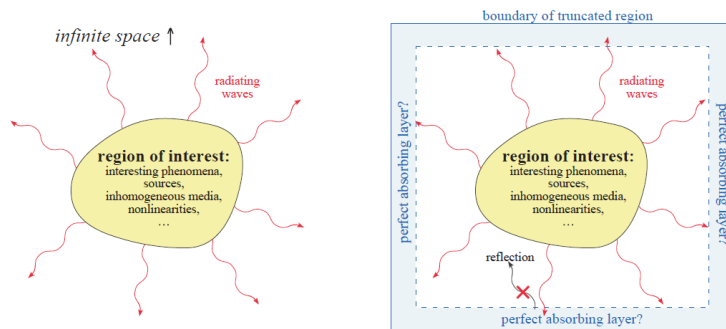 infinite space ↑
radiating
waves
region of interest:
interesting phenomena,
sources,
inhomogeneous media,
nonlinearities,
...
boundary of truncated region
perfect absorbing layer?
radiating
waves
region of interest:
interesting phenomena,
sources,
inhomogeneous media,
nonlinearities,
...
perfect absorbing layer?
reflection
perfect absorbing layer?